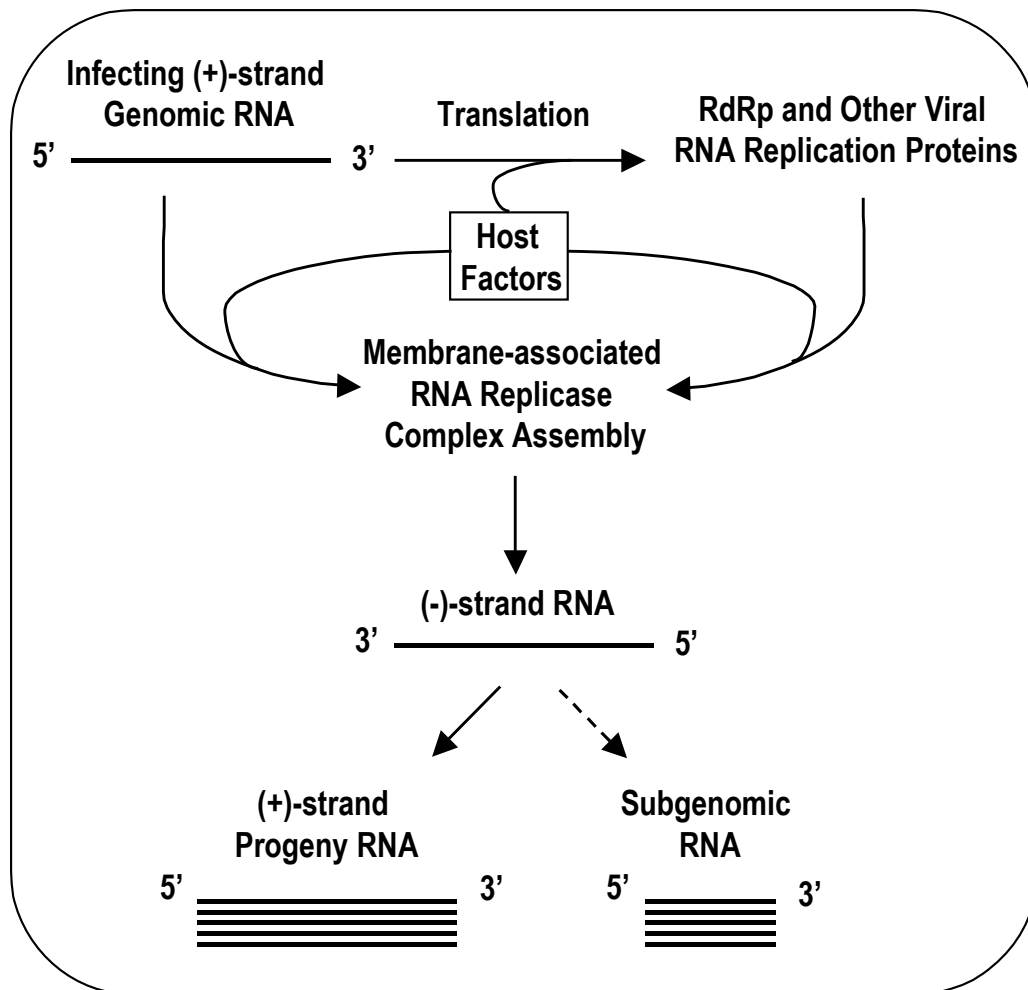 Infecting (+)-strand
Genomic RNA
5’
3’
Translation
RdRp and Other Viral
RNA Replication Proteins
Host
Factors
Membrane-associated
RNA Replicase
Complex Assembly
(-)-strand RNA
3’
5’
(+)-strand
Progeny RNA
5’
3’
Subgenomic
RNA
5’
3’